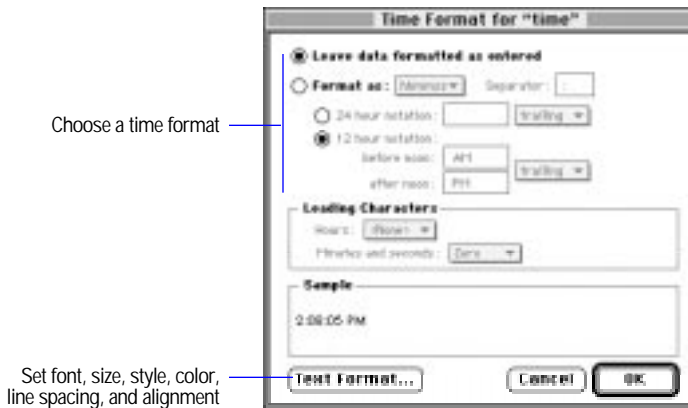 Time Format for "time"
Leave data formatted as entered
Format as: Separator: :
Choose a time format
24 hour notation: trailing
12 hour notation:
before noon: AM
trailing
after noon: PM
Leading Characters
Hours: (None)
Minutes and seconds: Zero
Sample
2:08:05 PM
Set font, size, style, color,
line spacing, and alignment
Text Format... Cancel OK